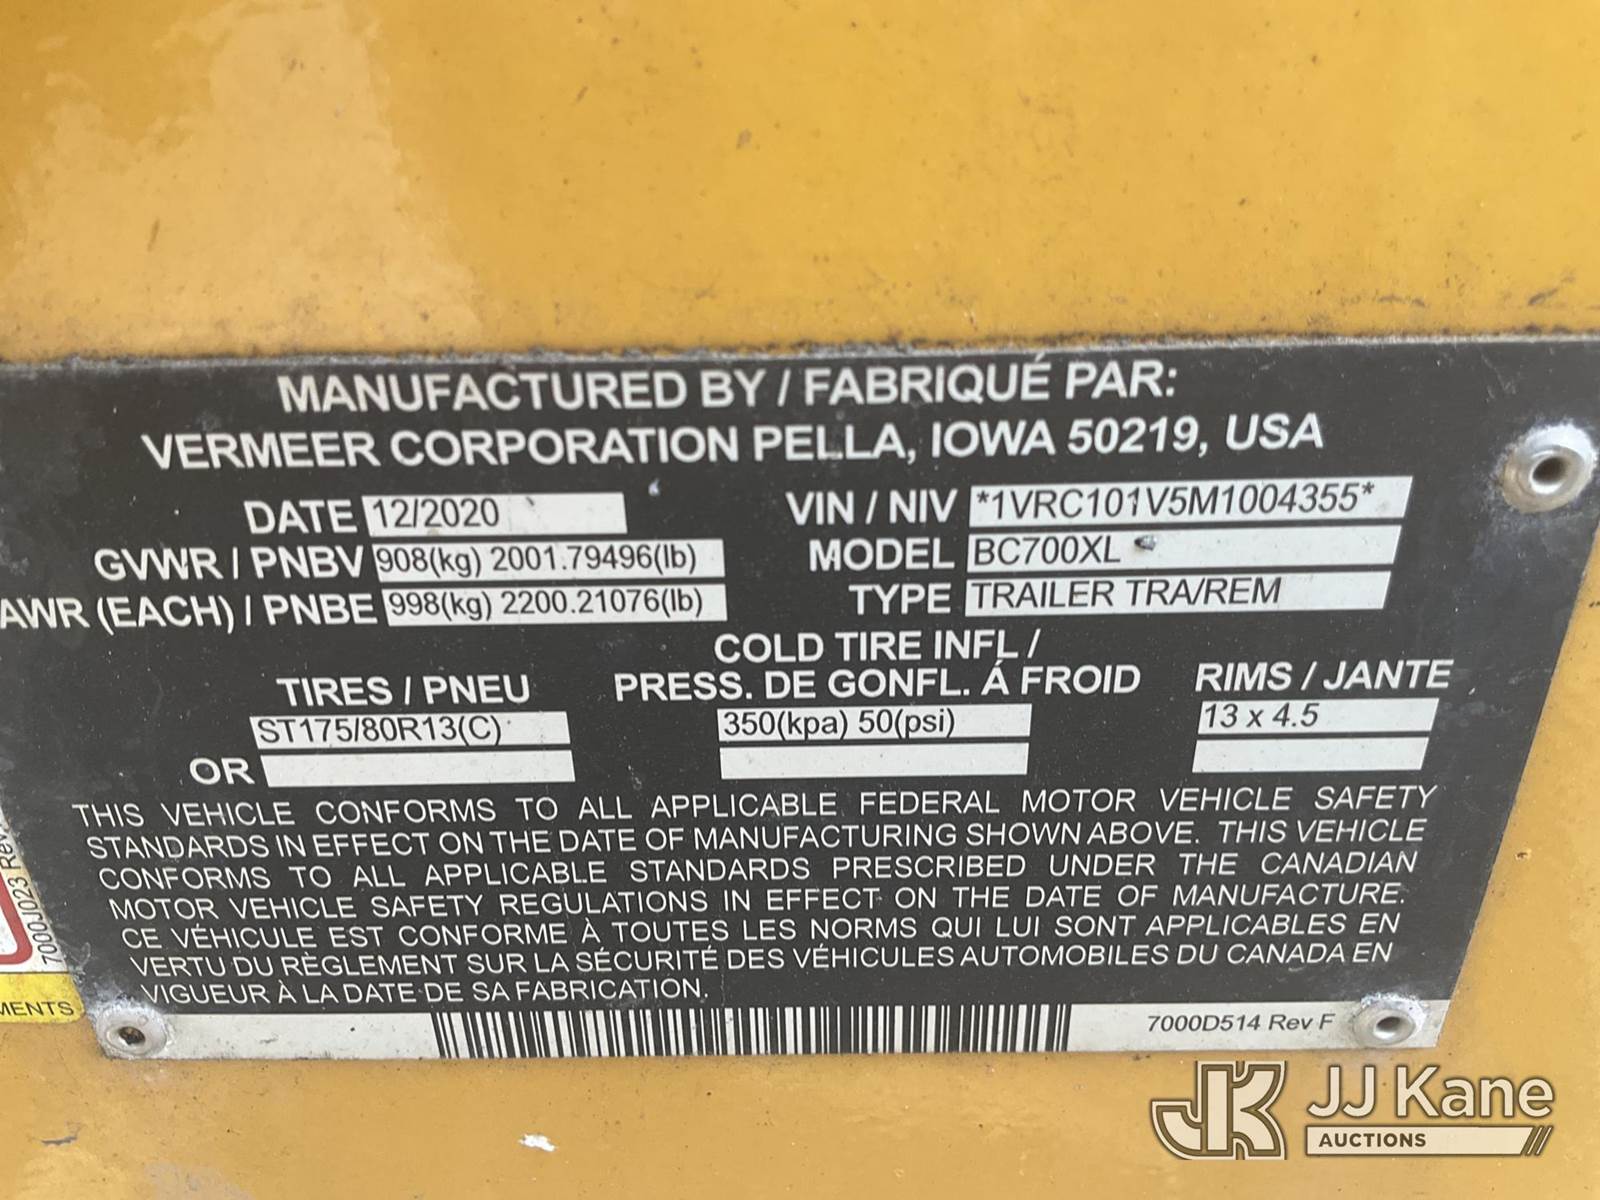 MANUFACTURED BY / FABRIQUÉ PAR:
VERMEER CORPORATION PELLA, IOWA 50219, USA
DATE 12/2020 VIN / NIV *1VRC101V5M1004355*
GVWR / PNBV 908(kg) 2001.79496(lb) MODEL BC700XL
AWR (EACH) / PNBE 998(kg) 2200.21076(lb) TYPE TRAILER TRA/REM
COLD TIRE INFL /
TIRES / PNEU PRESS. DE GONFL. Á FROID RIMS / JANTE
ST175/80R13(C) 350(kpa) 50(psi) 13 x 4.5
OR
THIS VEHICLE CONFORMS TO ALL APPLICABLE FEDERAL MOTOR VEHICLE SAFETY
STANDARDS IN EFFECT ON THE DATE OF MANUFACTURING SHOWN ABOVE. THIS VEHICLE
CONFORMS TO ALL APPLICABLE STANDARDS PRESCRIBED UNDER THE CANADIAN
MOTOR VEHICLE SAFETY REGULATIONS IN EFFECT ON THE DATE OF MANUFACTURE.
CE VÉHICULE EST CONFORME À TOUTES LES NORMS QUI LUI SONT APPLICABLES EN
VERTU DU RÈGLEMENT SUR LA SÉCURITÉ DES VÉHICULES AUTOMOBILES DU CANADA EN
VIGUEUR À LA DATE DE SA FABRICATION.
7000D514 Rev F
7000J023 Rev
MENTS
JK JJ Kane
AUCTIONS